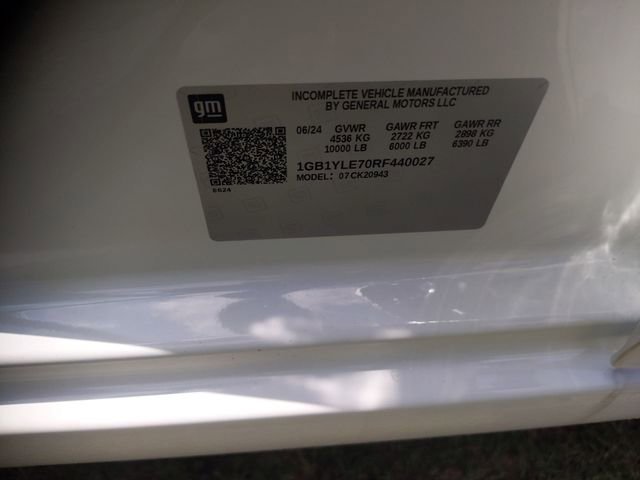 gm
INCOMPLETE VEHICLE MANUFACTURED
BY GENERAL MOTORS LLC
06/24 GVWR GAWR FRT GAWR RR
4536 KG 2722 KG 2898 KG
10000 LB 6000 LB 6390 LB
1GB1YLE70RF440027
MODEL: 07CK20943
E624